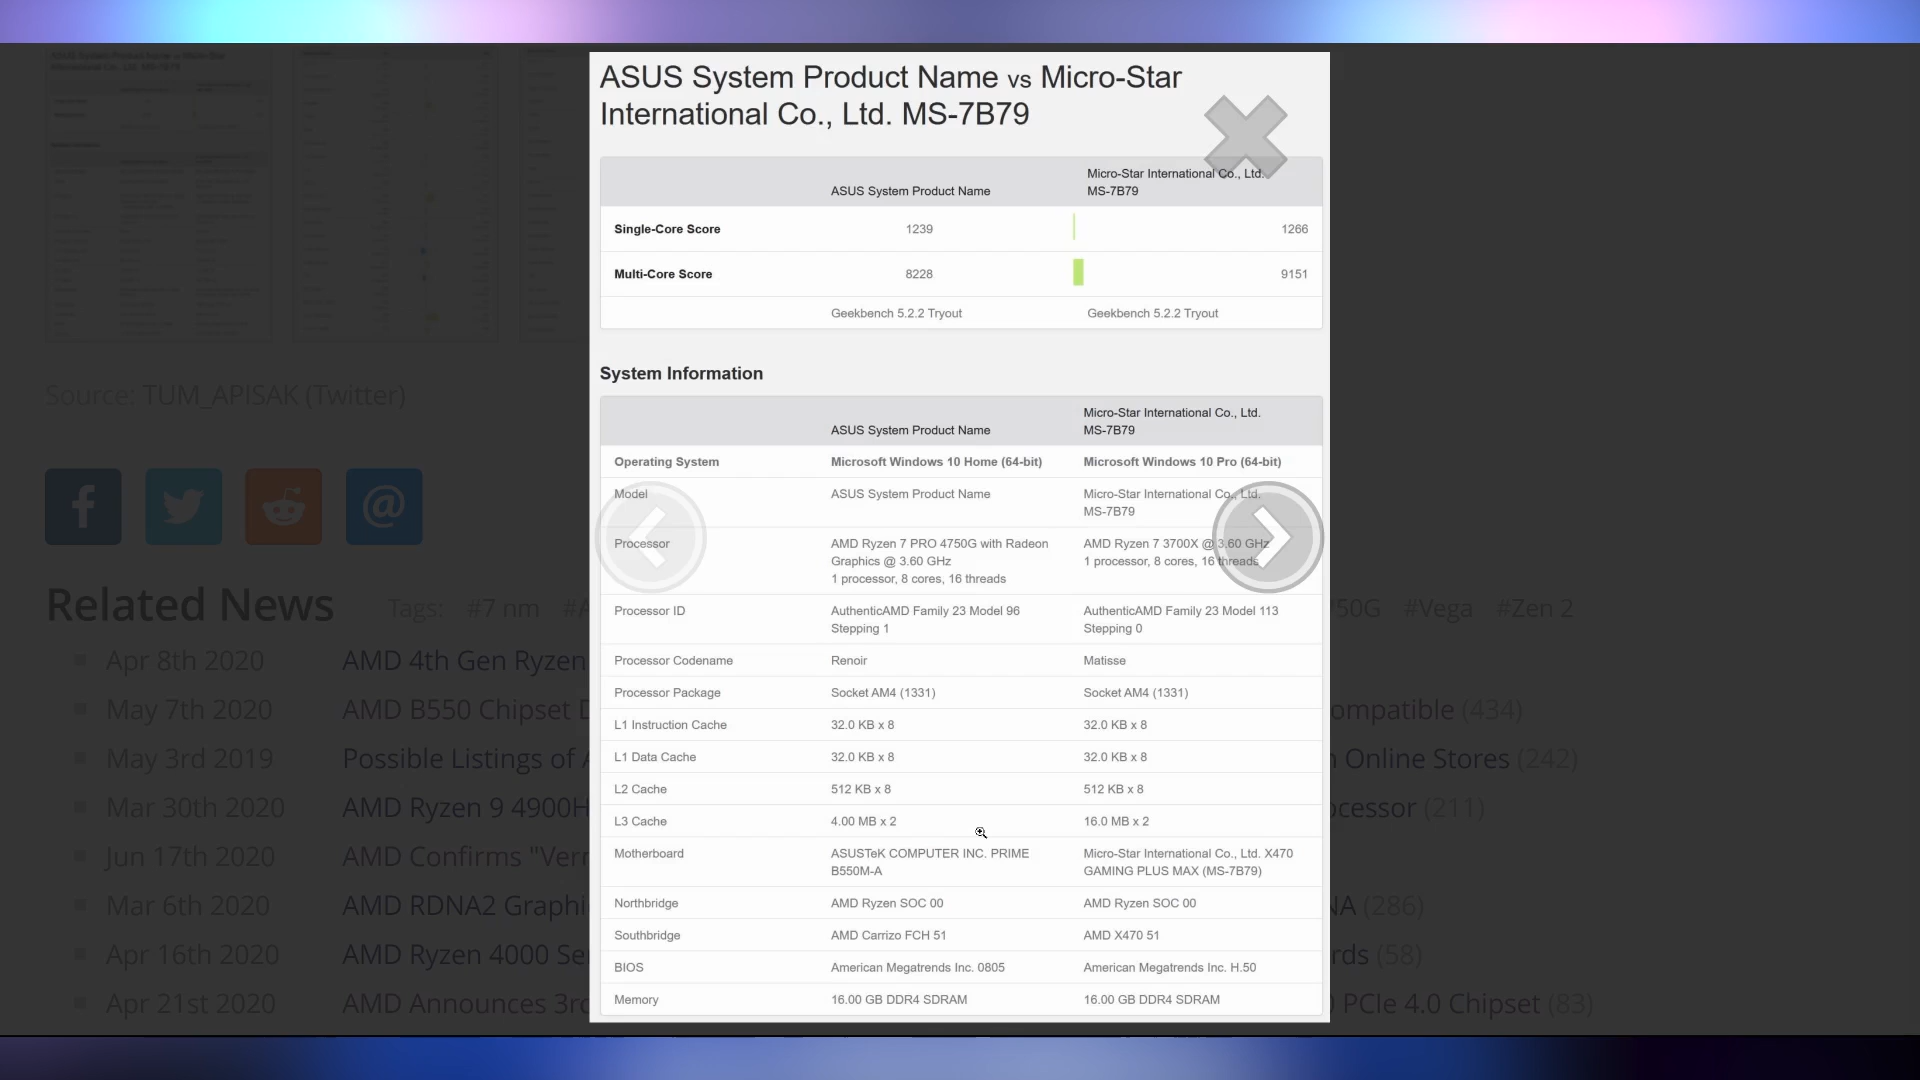 ASUS System Product Name vs Micro-Star
International Co., Ltd. MS-7B79
ASUS System Product Name
Micro-Star International Co., Ltd.
MS-7B79
Single-Core Score 1239 1266
Multi-Core Score 8228 9151
Geekbench 5.2.2 Tryout Geekbench 5.2.2 Tryout
System Information
ASUS System Product Name
Micro-Star International Co., Ltd.
MS-7B79
Operating System Microsoft Windows 10 Home (64-bit) Microsoft Windows 10 Pro (64-bit)
Model ASUS System Product Name Micro-Star International Co., Ltd.
MS-7B79
Processor AMD Ryzen 7 PRO 4750G with Radeon AMD Ryzen 7 3700X @ 3.60 GHz
Graphics @ 3.60 GHz 1 processor, 8 cores, 16 threads
1 processor, 8 cores, 16 threads
Processor ID AuthenticAMD Family 23 Model 96 AuthenticAMD Family 23 Model 113
Stepping 1 Stepping 0
Processor Codename Renoir Matisse
Processor Package Socket AM4 (1331) Socket AM4 (1331)
L1 Instruction Cache 32.0 KB x 8 32.0 KB x 8
L1 Data Cache 32.0 KB x 8 32.0 KB x 8
L2 Cache 512 KB x 8 512 KB x 8
L3 Cache 4.00 MB x 2 16.0 MB x 2
Motherboard ASUSTeK COMPUTER INC. PRIME Micro-Star International Co., Ltd. X470
B550M-A GAMING PLUS MAX (MS-7B79)
Northbridge AMD Ryzen SOC 00 AMD Ryzen SOC 00
Southbridge AMD Carrizo FCH 51 AMD X470 51
BIOS American Megatrends Inc. 0805 American Megatrends Inc. H.50
Memory 16.00 GB DDR4 SDRAM 16.00 GB DDR4 SDRAM
Source: TUM_APISAK (Twitter)
Related News Tags: #7 nm #A 50G #Vega #Zen 2
Apr 8th 2020 AMD 4th Gen Ryzen
May 7th 2020 AMD B550 Chipset D ompatible (434)
May 3rd 2019 Possible Listings of A n Online Stores (242)
Mar 30th 2020 AMD Ryzen 9 4900H ocessor (211)
Jun 17th 2020 AMD Confirms "Ver
Mar 6th 2020 AMD RDNA2 Graphi NA (286)
Apr 16th 2020 AMD Ryzen 4000 Se rds (58)
Apr 21st 2020 AMD Announces 3r PCIe 4.0 Chipset (83)